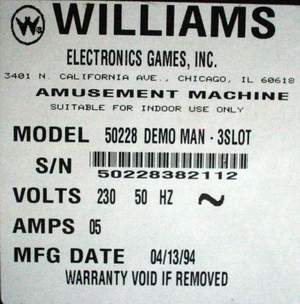 WILLIAMS
ELECTRONICS GAMES, INC.
3401 N. CALIFORNIA AVE., CHICAGO, IL 60618
AMUSEMENT MACHINE
SUITABLE FOR INDOOR USE ONLY
MODEL 50228 DEMO MAN - 3SLOT
S/N 50228382112
VOLTS 230 50 HZ ~
AMPS 05
MFG DATE 04/13/94
WARRANTY VOID IF REMOVED